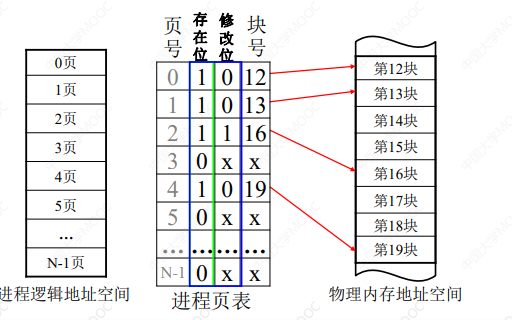 页号 存在位 修改位 块号
0页
1页
2页
3页
4页
5页
...
N-1页
进程逻辑地址空间
0 1 0 12
1 1 0 13
2 1 1 16
3 0 x x
4 1 0 19
5 0 x x
... ... ... ...
N-1 0 x x
进程页表
第12块
第13块
第14块
第15块
第16块
第17块
第18块
第19块
物理内存地址空间